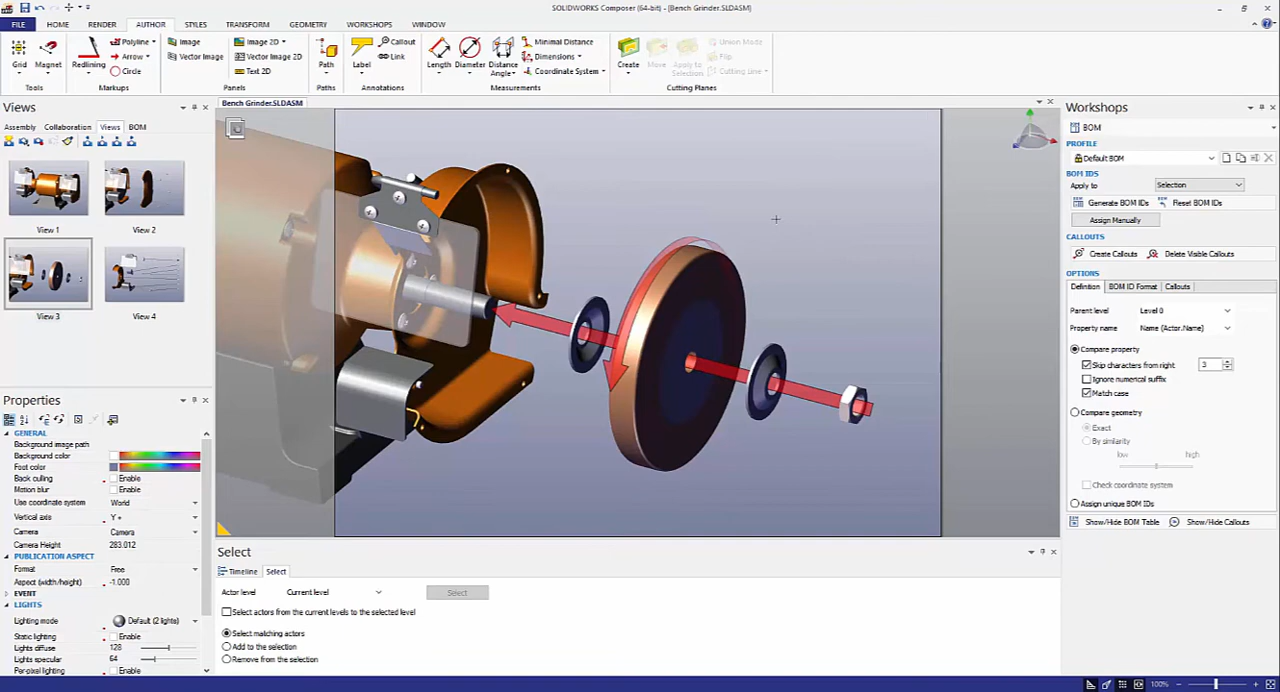 SOLIDWORKS Composer (64-bit) - [Bench Grinder.SLDASM]
FILE HOME RENDER AUTHOR STYLES TRANSFORM GEOMETRY WORKSHOPS WINDOW
Grid Magnet Redlining Polyline Arrow Circle Image Vector Image Image 2D Vector Image 2D Text 2D Path Label Callout Link Length Diameter Distance Angle Minimal Distance Dimensions Coordinate System Create Move Apply to Selection Union Mode Flip Cutting Line
Tools Markups Panels Paths Annotations Measurements Cutting Planes
Views
Assembly Collaboration Views BOM
View 1 View 2
View 3 View 4
Properties
GENERAL
Background image path
Background color
Foot color
Back culling Enable
Motion blur Enable
Use coordinate system World
Vertical axis Y +
Camera Camera
Camera Height 283.012
PUBLICATION ASPECT
Format Free
Aspect (width/height) -1.000
EVENT
LIGHTS
Lighting mode Default (2 lights)
Static lighting Enable
Lights diffuse 128
Lights specular 64
Per-pixel lighting Enable
Bench Grinder.SLDASM
Select
Timeline Select
Actor level Current level Select
Select actors from the current levels to the selected level
Select matching actors
Add to the selection
Remove from the selection
Workshops
BOM
PROFILE
Default BOM
BOM IDS
Apply to Selection
Generate BOM IDs Reset BOM IDs
Assign Manually
CALLOUTS
Create Callouts Delete Visible Callouts
OPTIONS
Definition BOM ID Format Callouts
Parent level Level 0
Property name Name (Actor.Name)
Compare property
Skip characters from right 3
Ignore numerical suffix
Match case
Compare geometry
Exact
By similarity
low high
Check coordinate system
Assign unique BOM IDs
Show/Hide BOM Table Show/Hide Callouts
100%